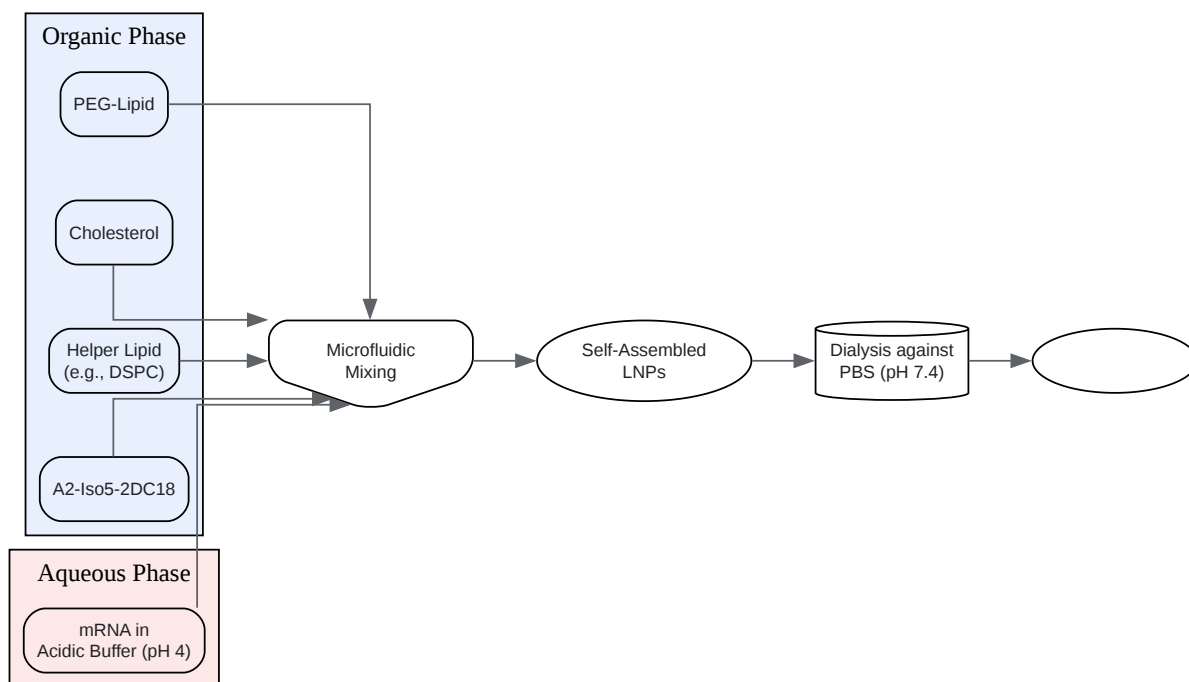 Organic Phase
PEG-Lipid
Cholesterol
Helper Lipid
(e.g., DSPC)
A2-Iso5-2DC18
Aqueous Phase
mRNA in
Acidic Buffer (pH 4)
Microfluidic
Mixing
Self-Assembled
LNPs
Dialysis against
PBS (pH 7.4)